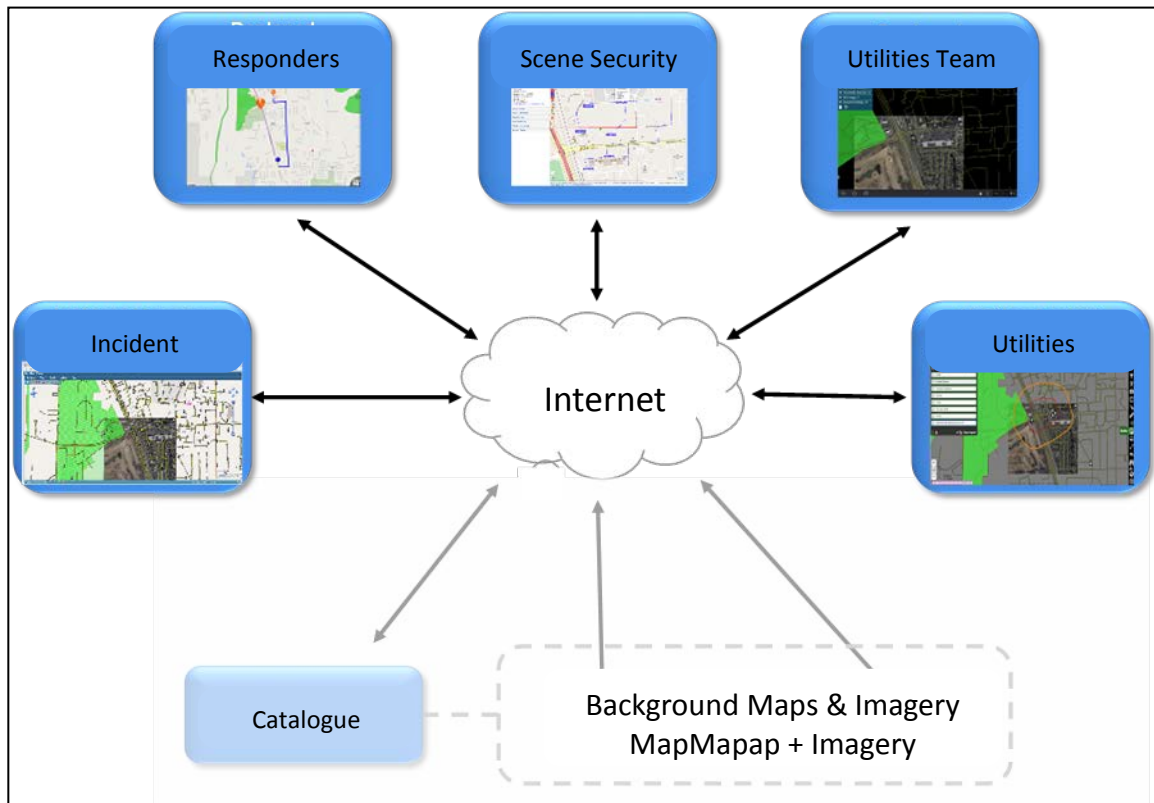 Responders
Scene Security
Utilities Team
Incident
Utilities
Internet
Catalogue
Background Maps & Imagery
MapMapap + Imagery